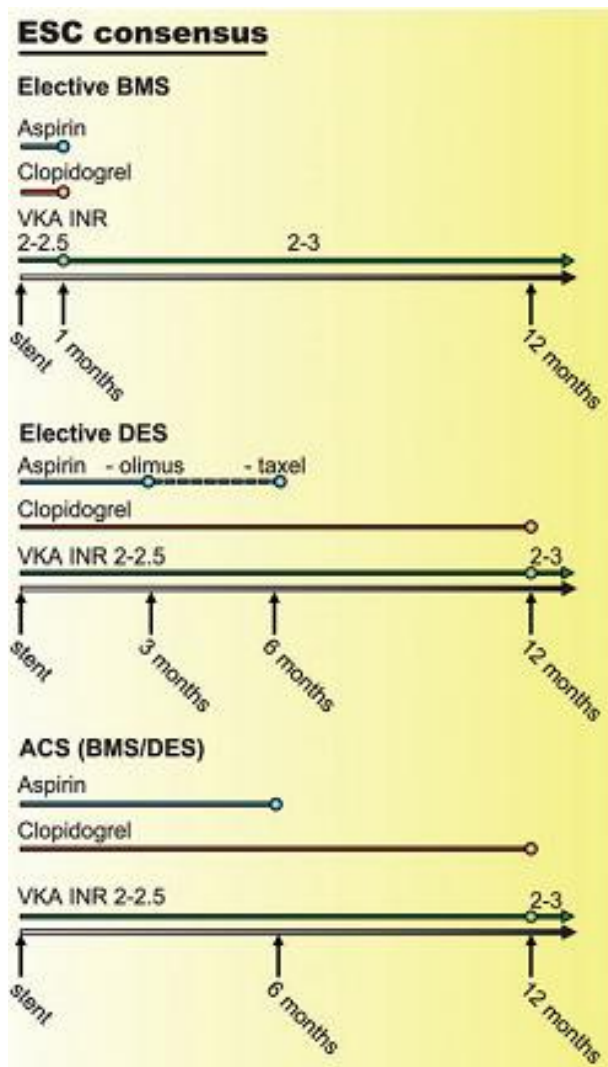 ESC consensus
Elective BMS
Aspirin
Clopidogrel
VKA INR
2-2.5 2-3
stent 1 months 12 months
Elective DES
Aspirin - olimus - taxel
Clopidogrel
VKA INR 2-2.5 2-3
stent 3 months 6 months 12 months
ACS (BMS/DES)
Aspirin
Clopidogrel
VKA INR 2-2.5 2-3
stent 6 months 12 months